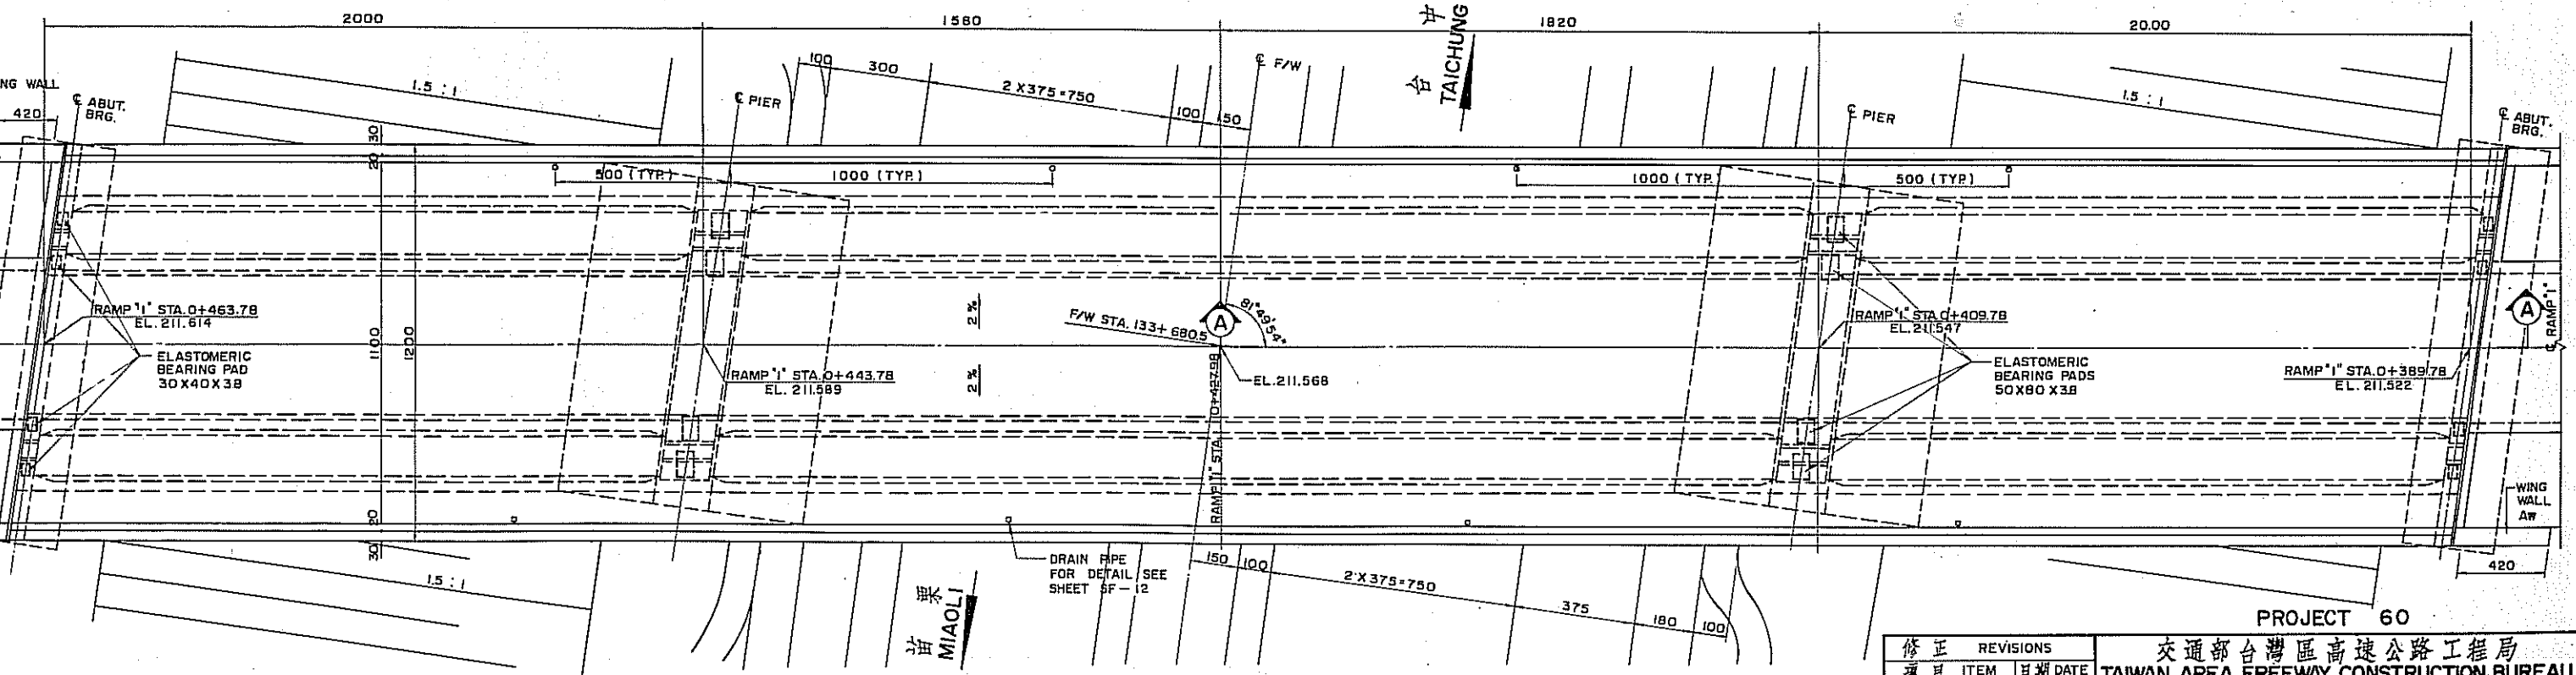 2000
1580
1820
20.00
台中
TAICHUNG
NG WALL
420
℄ ABUT.
BRG.
1.5 : 1
℄ PIER
100
300
2 X 375 = 750
100
150
℄ F/W
℄ PIER
1.5 : 1
℄ ABUT.
BRG.
30
20
500 (TYP.)
1000 (TYP.)
1000 (TYP.
500 (TYP.)
RAMP "I" STA. 0+463.78
EL. 211.614
ELASTOMERIC
BEARING PAD
30X40X3.8
1100
1200
2 %
2 %
RAMP "I" STA. 0+443.78
EL. 211.589
F/W STA. 133+680.5
A
81°49'54"
EL. 211.568
RAMP "I" STA. 0+427.98
RAMP "I" STA. 0+409.78
EL. 211.547
ELASTOMERIC
BEARING PADS
50X80X3.8
RAMP "I" STA. 0+389.78
EL. 211.522
A
℄ RAMP "I"
WING
WALL
AW
420
20
30
1.5 : 1
苗栗
MIAOLI
DRAIN PIPE
FOR DETAIL SEE
SHEET SF-12
150
100
2 X 375 = 750
375
180
100
PROJECT 60
修正 REVISIONS
項目 ITEM
日期 DATE
交通部台灣區高速公路工程局
TAIWAN AREA FREEWAY CONSTRUCTION BUREAU